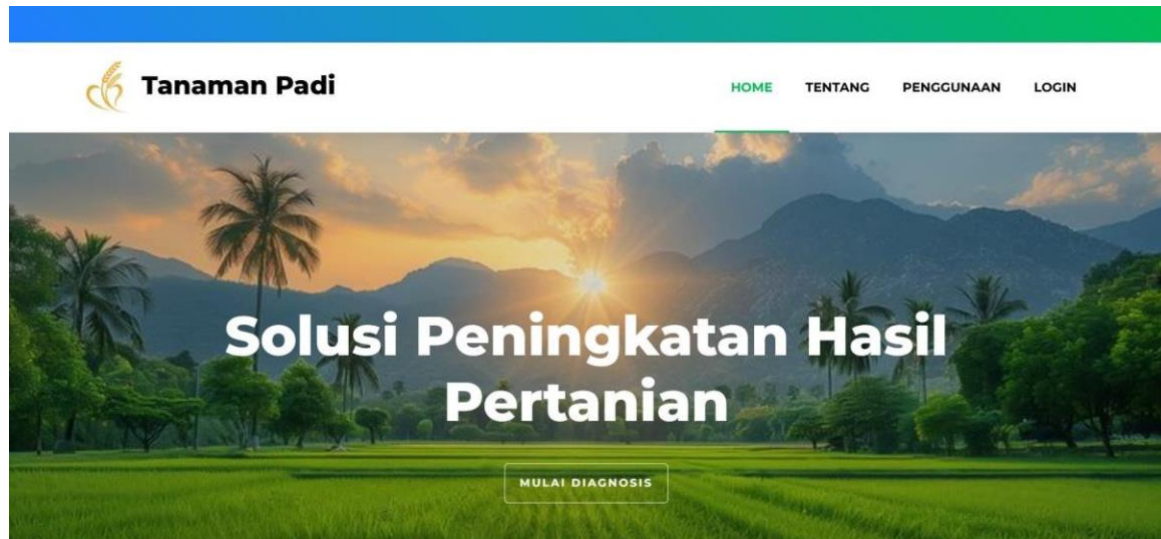 Tanaman Padi
HOME TENTANG PENGGUNAAN LOGIN
Solusi Peningkatan Hasil
Pertanian
MULAI DIAGNOSIS